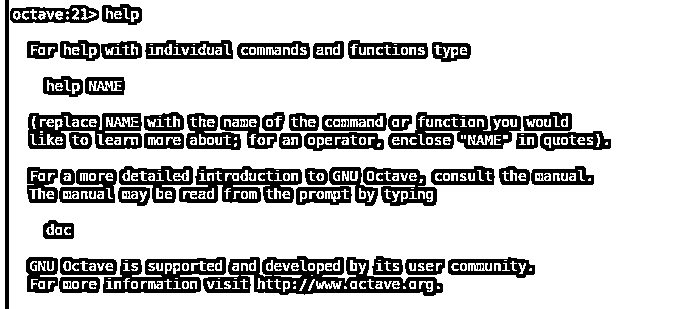 octave:21> help
For help with individual commands and functions type
help NAME
(replace NAME with the name of the command or function you would
like to learn more about; for an operator, enclose "NAME" in quotes).
For a more detailed introduction to GNU Octave, consult the manual.
The manual may be read from the prompt by typing
doc
GNU Octave is supported and developed by its user community.
For more information visit http://www.octave.org.